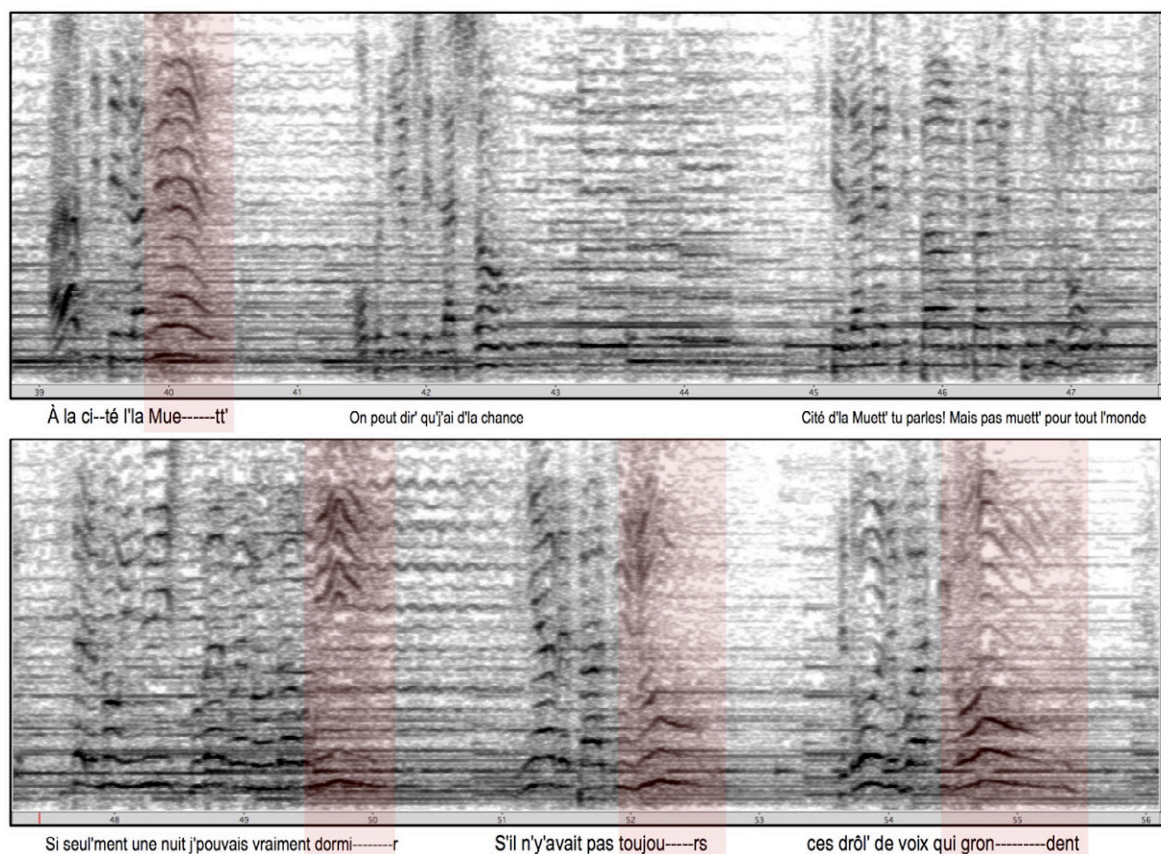 39 40 41 42 43 44 45 46 47
À la ci--té l'la Mue------tt' On peut dir' qu'j'ai d'la chance Cité d'la Muett' tu parles! Mais pas muett' pour tout l'monde
48 49 50 51 52 53 54 55 56
Si seul'ment une nuit j'pouvais vraiment dormi--------r S'il n'y'avait pas toujou-----rs ces drôl' de voix qui gron---------dent